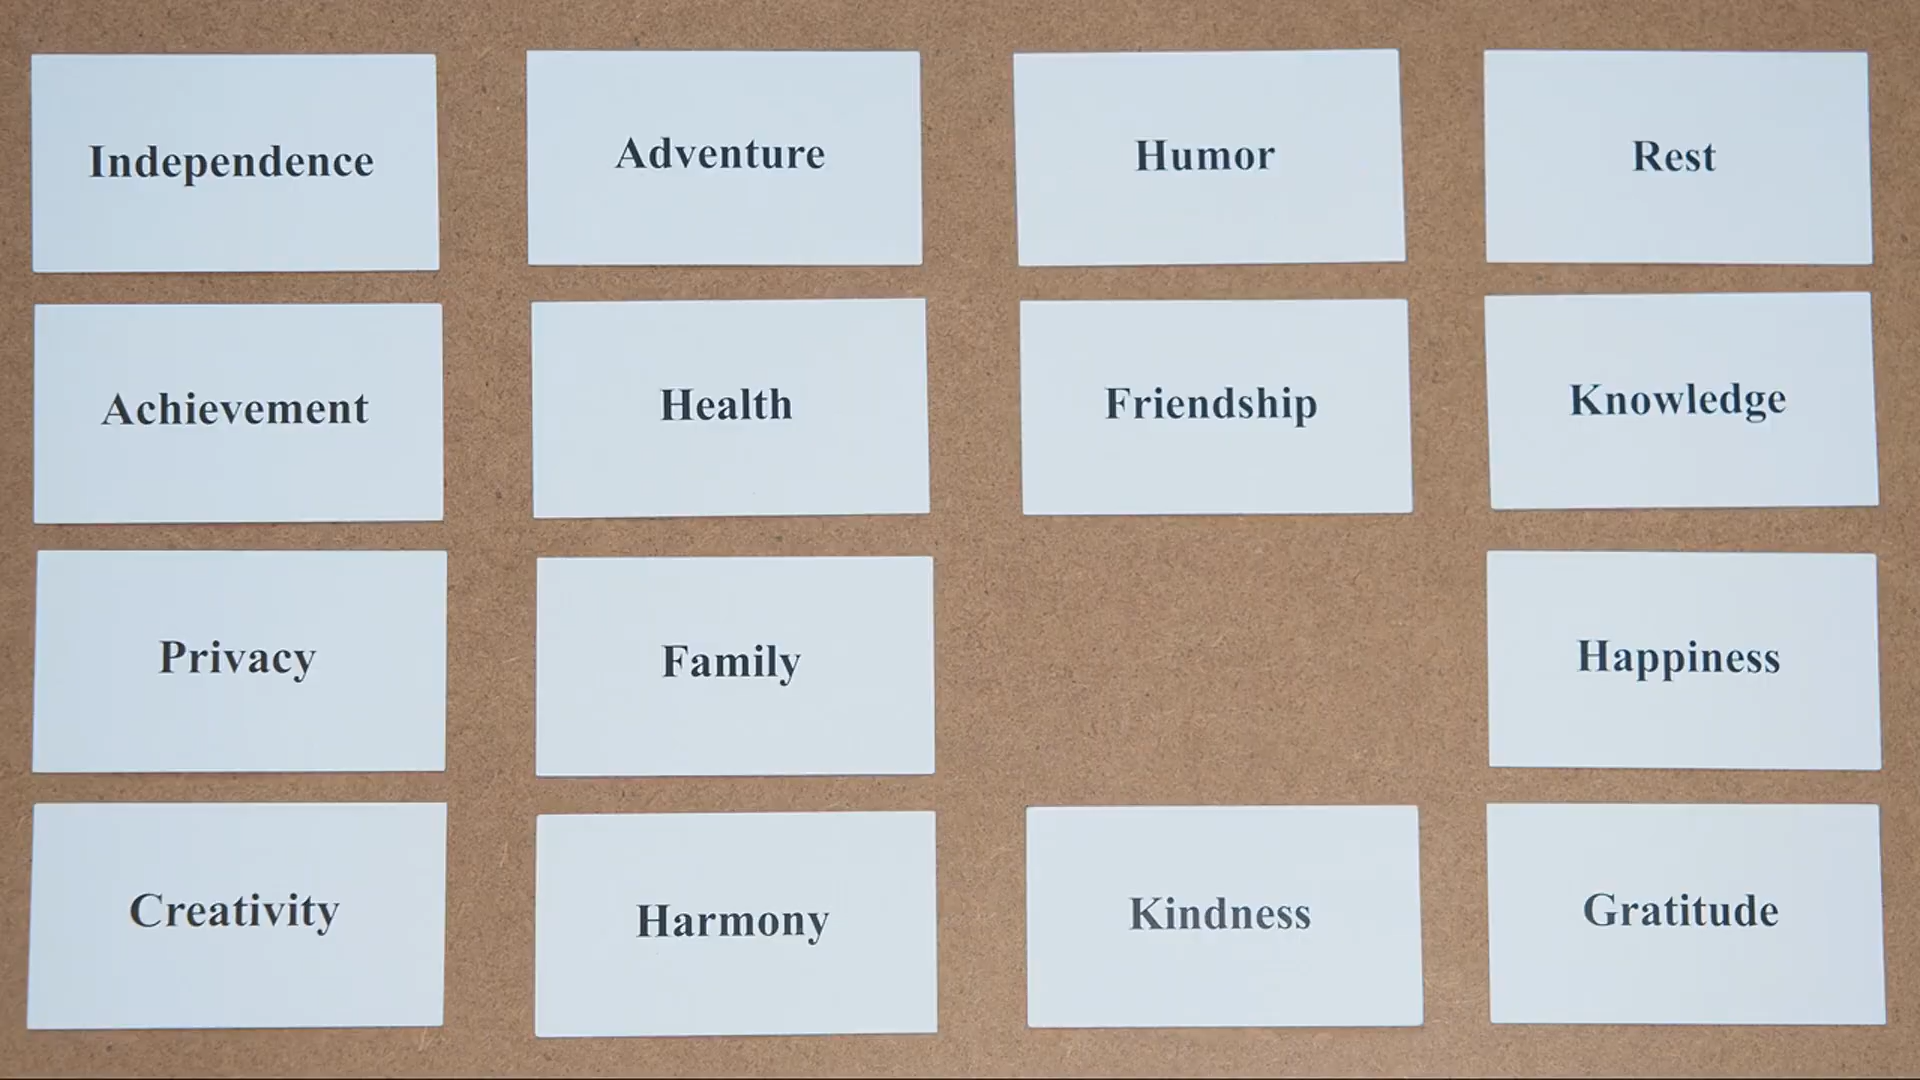 Independence
Adventure
Humor
Rest
Achievement
Health
Friendship
Knowledge
Privacy
Family
Happiness
Creativity
Harmony
Kindness
Gratitude